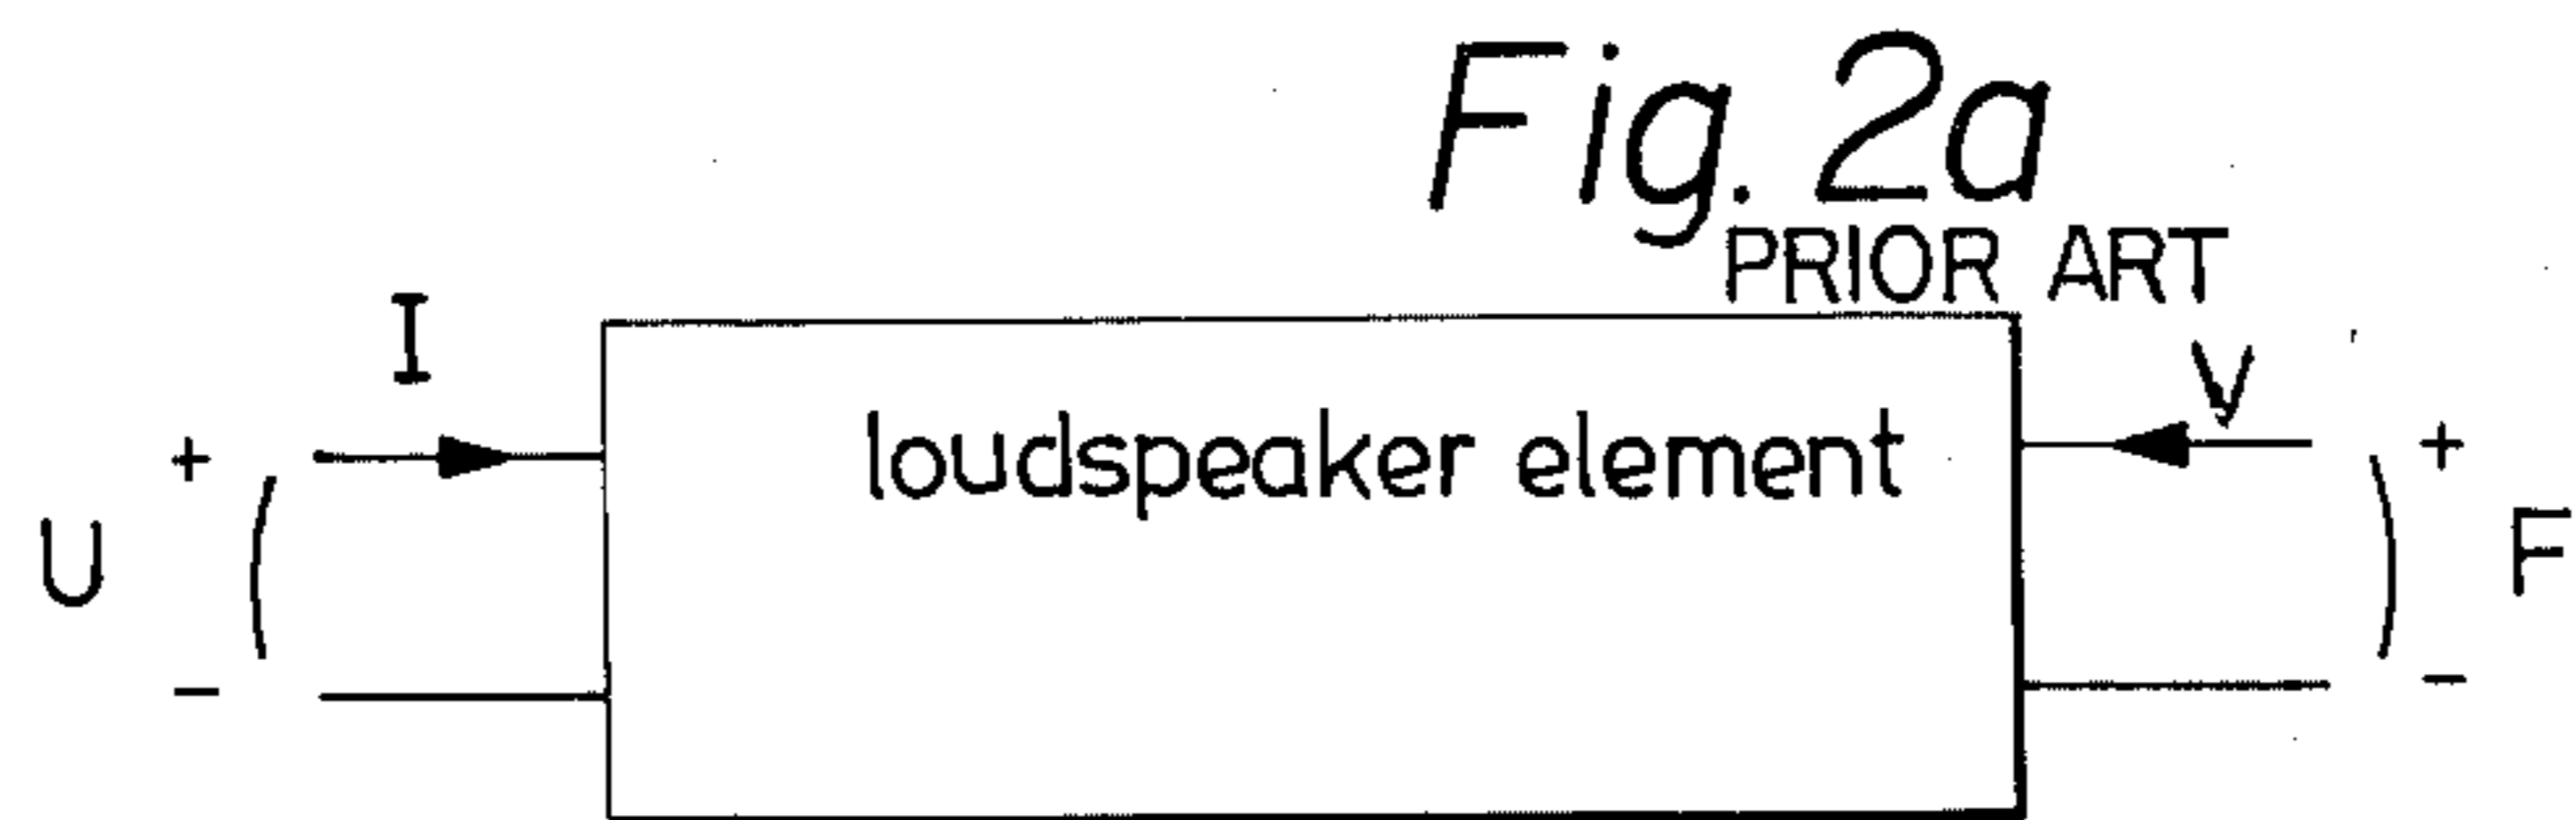 Fig. 2a
PRIOR ART
I
V
loudspeaker element
+
+
U
F
-
-